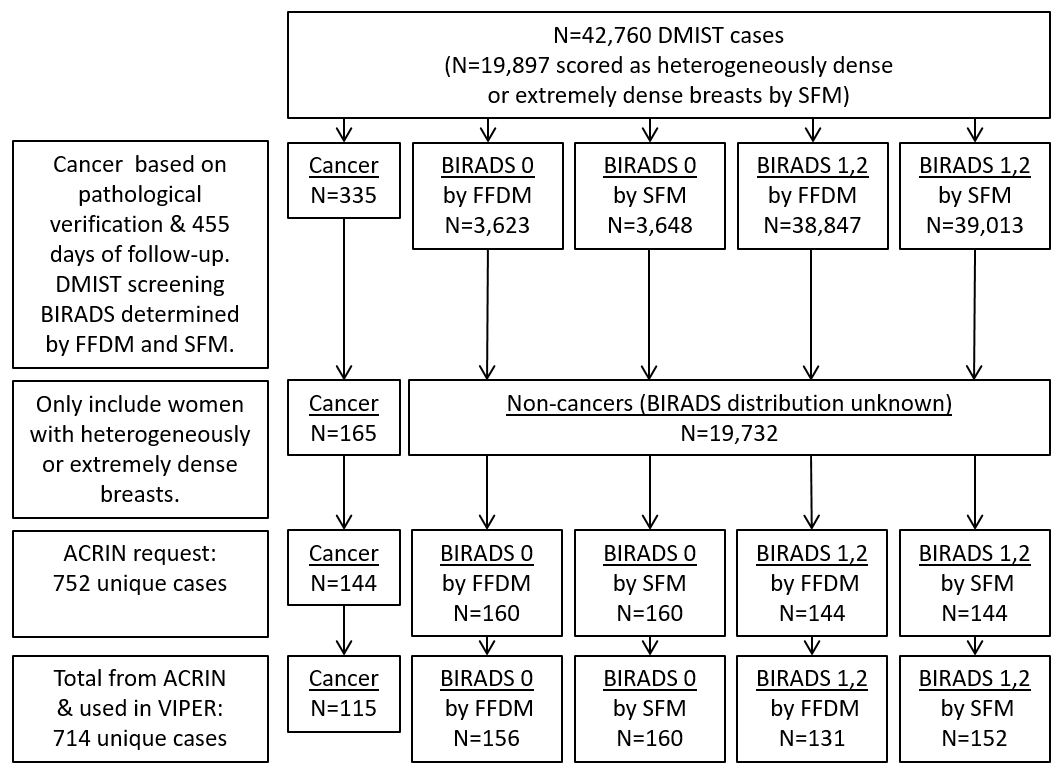 N=42,760 DMIST cases
(N=19,897 scored as heterogeneously dense
or extremely dense breasts by SFM)
Cancer based on
pathological
verification & 455
days of follow-up.
DMIST screening
BIRADS determined
by FFDM and SFM.
Cancer
N=335
BIRADS 0
by FFDM
N=3,623
BIRADS 0
by SFM
N=3,648
BIRADS 1,2
by FFDM
N=38,847
BIRADS 1,2
by SFM
N=39,013
Only include women
with heterogeneously
or extremely dense
breasts.
Cancer
N=165
Non-cancers (BIRADS distribution unknown)
N=19,732
ACRIN request:
752 unique cases
Cancer
N=144
BIRADS 0
by FFDM
N=160
BIRADS 0
by SFM
N=160
BIRADS 1,2
by FFDM
N=144
BIRADS 1,2
by SFM
N=144
Total from ACRIN
& used in VIPER:
714 unique cases
Cancer
N=115
BIRADS 0
by FFDM
N=156
BIRADS 0
by SFM
N=160
BIRADS 1,2
by FFDM
N=131
BIRADS 1,2
by SFM
N=152